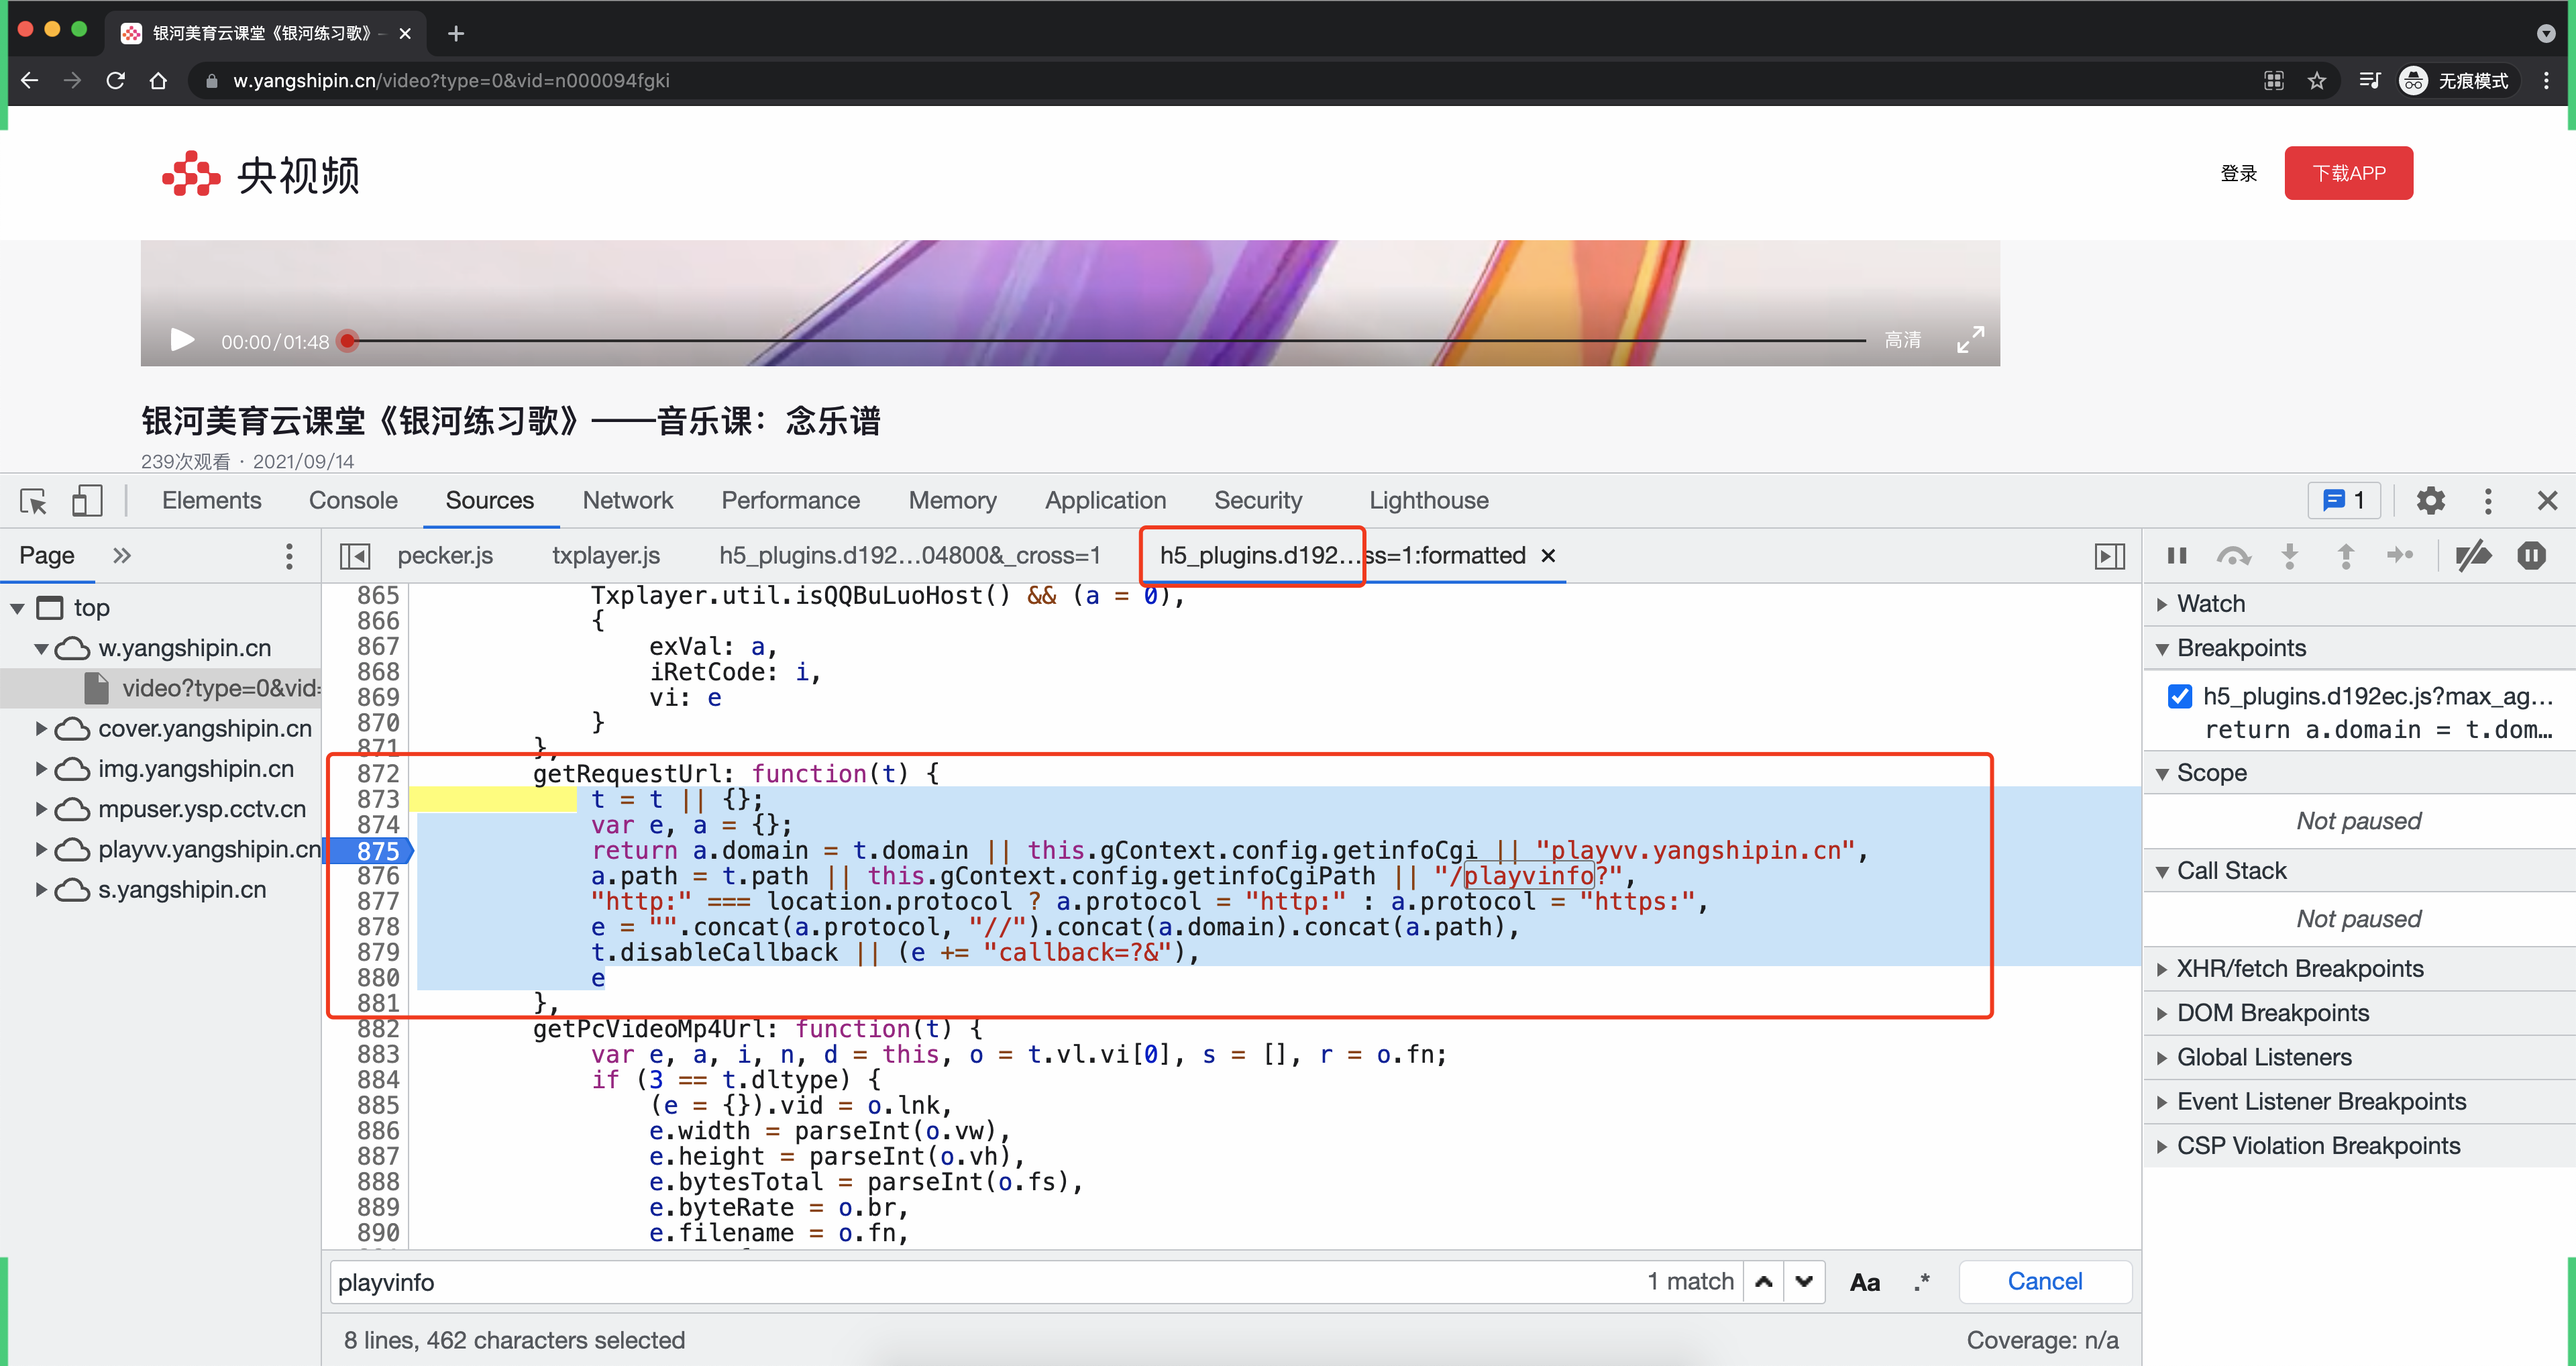 银河美育云课堂《银河练习歌》–
w.yangshipin.cn/video?type=0&vid=n000094fgki
无痕模式
央视频
登录
下载APP
00:00/01:48
高清
银河美育云课堂《银河练习歌》——音乐课：念乐谱
239次观看 · 2021/09/14
Elements
Console
Sources
Network
Performance
Memory
Application
Security
Lighthouse
1
Page
pecker.js
txplayer.js
h5_plugins.d192…04800&_cross=1
h5_plugins.d192…ss=1:formatted
top
w.yangshipin.cn
video?type=0&vid=
cover.yangshipin.cn
img.yangshipin.cn
mpuser.ysp.cctv.cn
playvv.yangshipin.cn
s.yangshipin.cn
865 Txplayer.util.isQQBuLuoHost() && (a = 0),
866 {
867 exVal: a,
868 iRetCode: i,
869 vi: e
870 }
871 },
872 getRequestUrl: function(t) {
873 t = t || {};
874 var e, a = {};
875 return a.domain = t.domain || this.gContext.config.getinfoCgi || "playvv.yangshipin.cn",
876 a.path = t.path || this.gContext.config.getinfoCgiPath || "/playvinfo?",
877 "http:" === location.protocol ? a.protocol = "http:" : a.protocol = "https:",
878 e = "".concat(a.protocol, "//").concat(a.domain).concat(a.path),
879 t.disableCallback || (e += "callback=?&"),
880 e
881 },
882 getPcVideoMp4Url: function(t) {
883 var e, a, i, n, d = this, o = t.vl.vi[0], s = [], r = o.fn;
884 if (3 == t.dltype) {
885 (e = {}).vid = o.lnk,
886 e.width = parseInt(o.vw),
887 e.height = parseInt(o.vh),
888 e.bytesTotal = parseInt(o.fs),
889 e.byteRate = o.br,
890 e.filename = o.fn,
playvinfo
1 match
Aa
.*
Cancel
8 lines, 462 characters selected
Coverage: n/a
Watch
Breakpoints
h5_plugins.d192ec.js?max_ag…
return a.domain = t.dom…
Scope
Not paused
Call Stack
Not paused
XHR/fetch Breakpoints
DOM Breakpoints
Global Listeners
Event Listener Breakpoints
CSP Violation Breakpoints